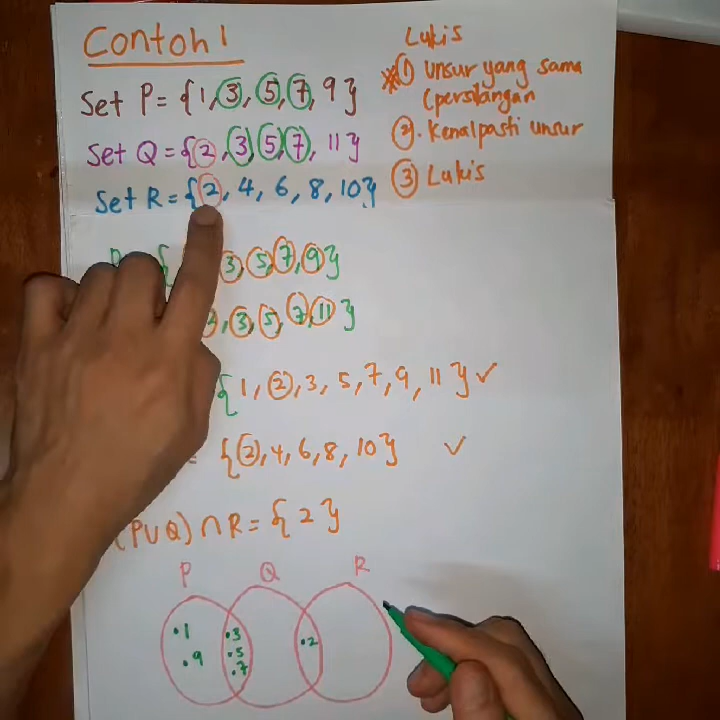 Contoh 1
Set P = {1, 3, 5, 7, 9}
Set Q = {2, 3, 5, 7, 11}
Set R = {2, 4, 6, 8, 10}
Lukis
① Unsur yang sama
(persilangan
②. Kenalpasti unsur
③ Lukis
3, 5, 7, 9}
, 3, 5, 7, 11}
{1, 2, 3, 5, 7, 9, 11} ✓
= {2, 4, 6, 8, 10} ✓
(P∪Q) ∩ R = {2}
P Q R
•1 •3 •2
•9 •5
•7